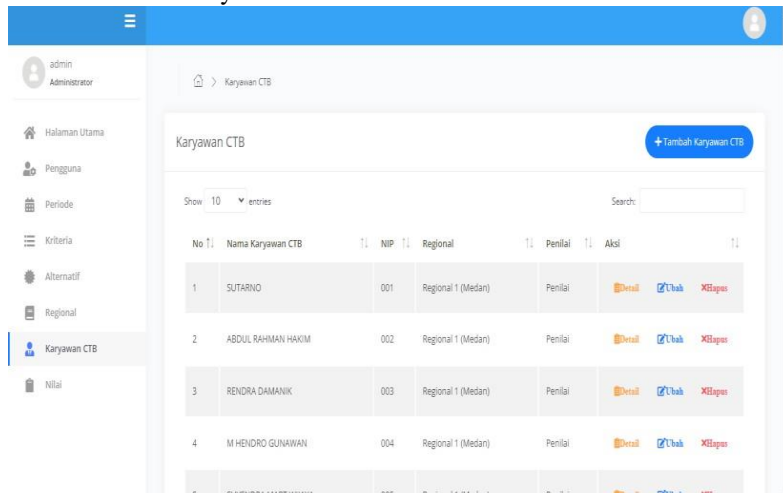 admin
Administrator
Halaman Utama
Pengguna
Periode
Kriteria
Alternatif
Regional
Karyawan CTB
Nilai
> Karyawan CTB
Karyawan CTB
+Tambah Karyawan CTB
Show 10 entries
Search:
No Nama Karyawan CTB NIP Regional Penilai Aksi
1 SUTARNO 001 Regional 1 (Medan) Penilai Detail Ubah Hapus
2 ABDUL RAHMAN HAKIM 002 Regional 1 (Medan) Penilai Detail Ubah Hapus
3 RENDRA DAMANIK 003 Regional 1 (Medan) Penilai Detail Ubah Hapus
4 M HENDRO GUNAWAN 004 Regional 1 (Medan) Penilai Detail Ubah Hapus